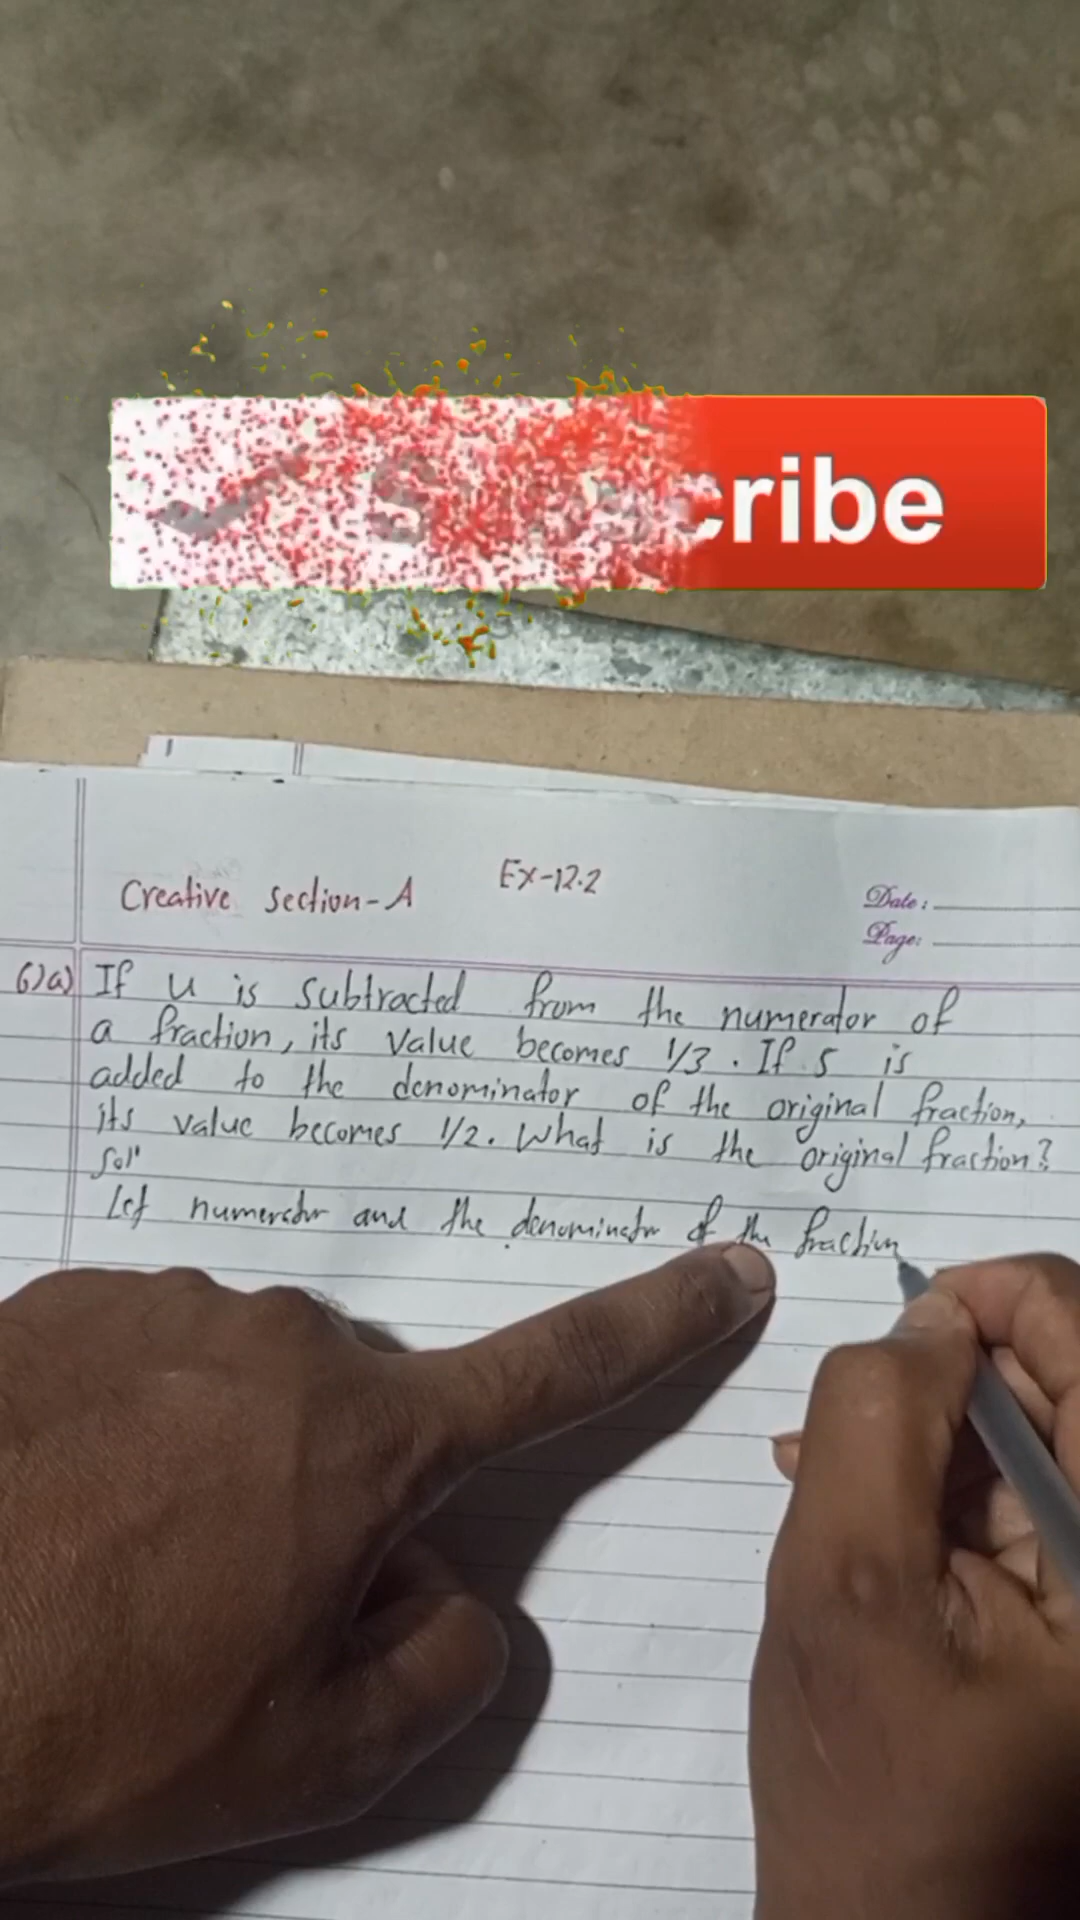 cribe
Creative section-A
Ex-12.2
Date:
Page:
6)a) If u is subtracted from the numerator of
a fraction, its value becomes 1/3. If 5 is
added to the denominator of the original fraction,
its value becomes 1/2. What is the original fraction?
Solⁿ
Let numerator and the denominator of the fraction